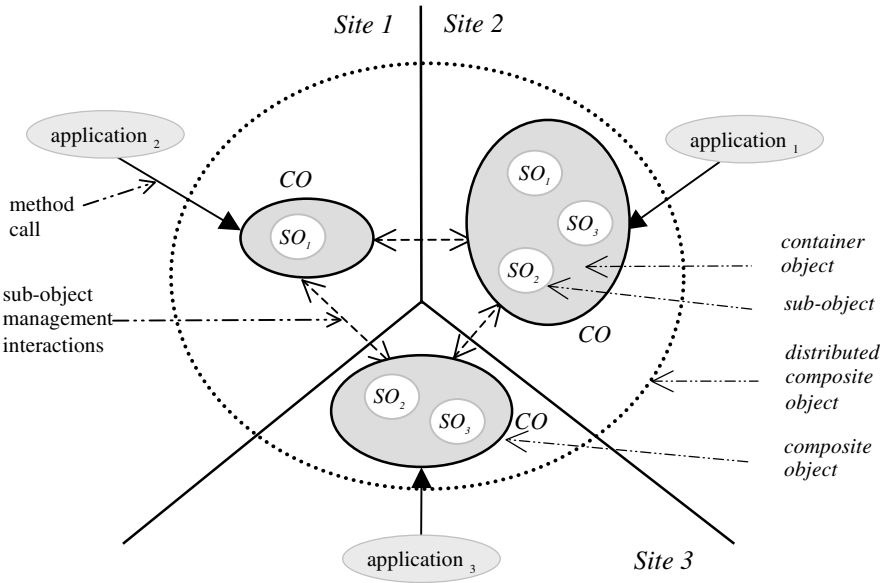 Site 1
Site 2
application 2
application 1
CO
SO1
SO3
SO2
method
call
SO1
container
object
sub-object
sub-object
management
interactions
CO
distributed
composite
object
SO2
SO3
CO
composite
object
application 3
Site 3